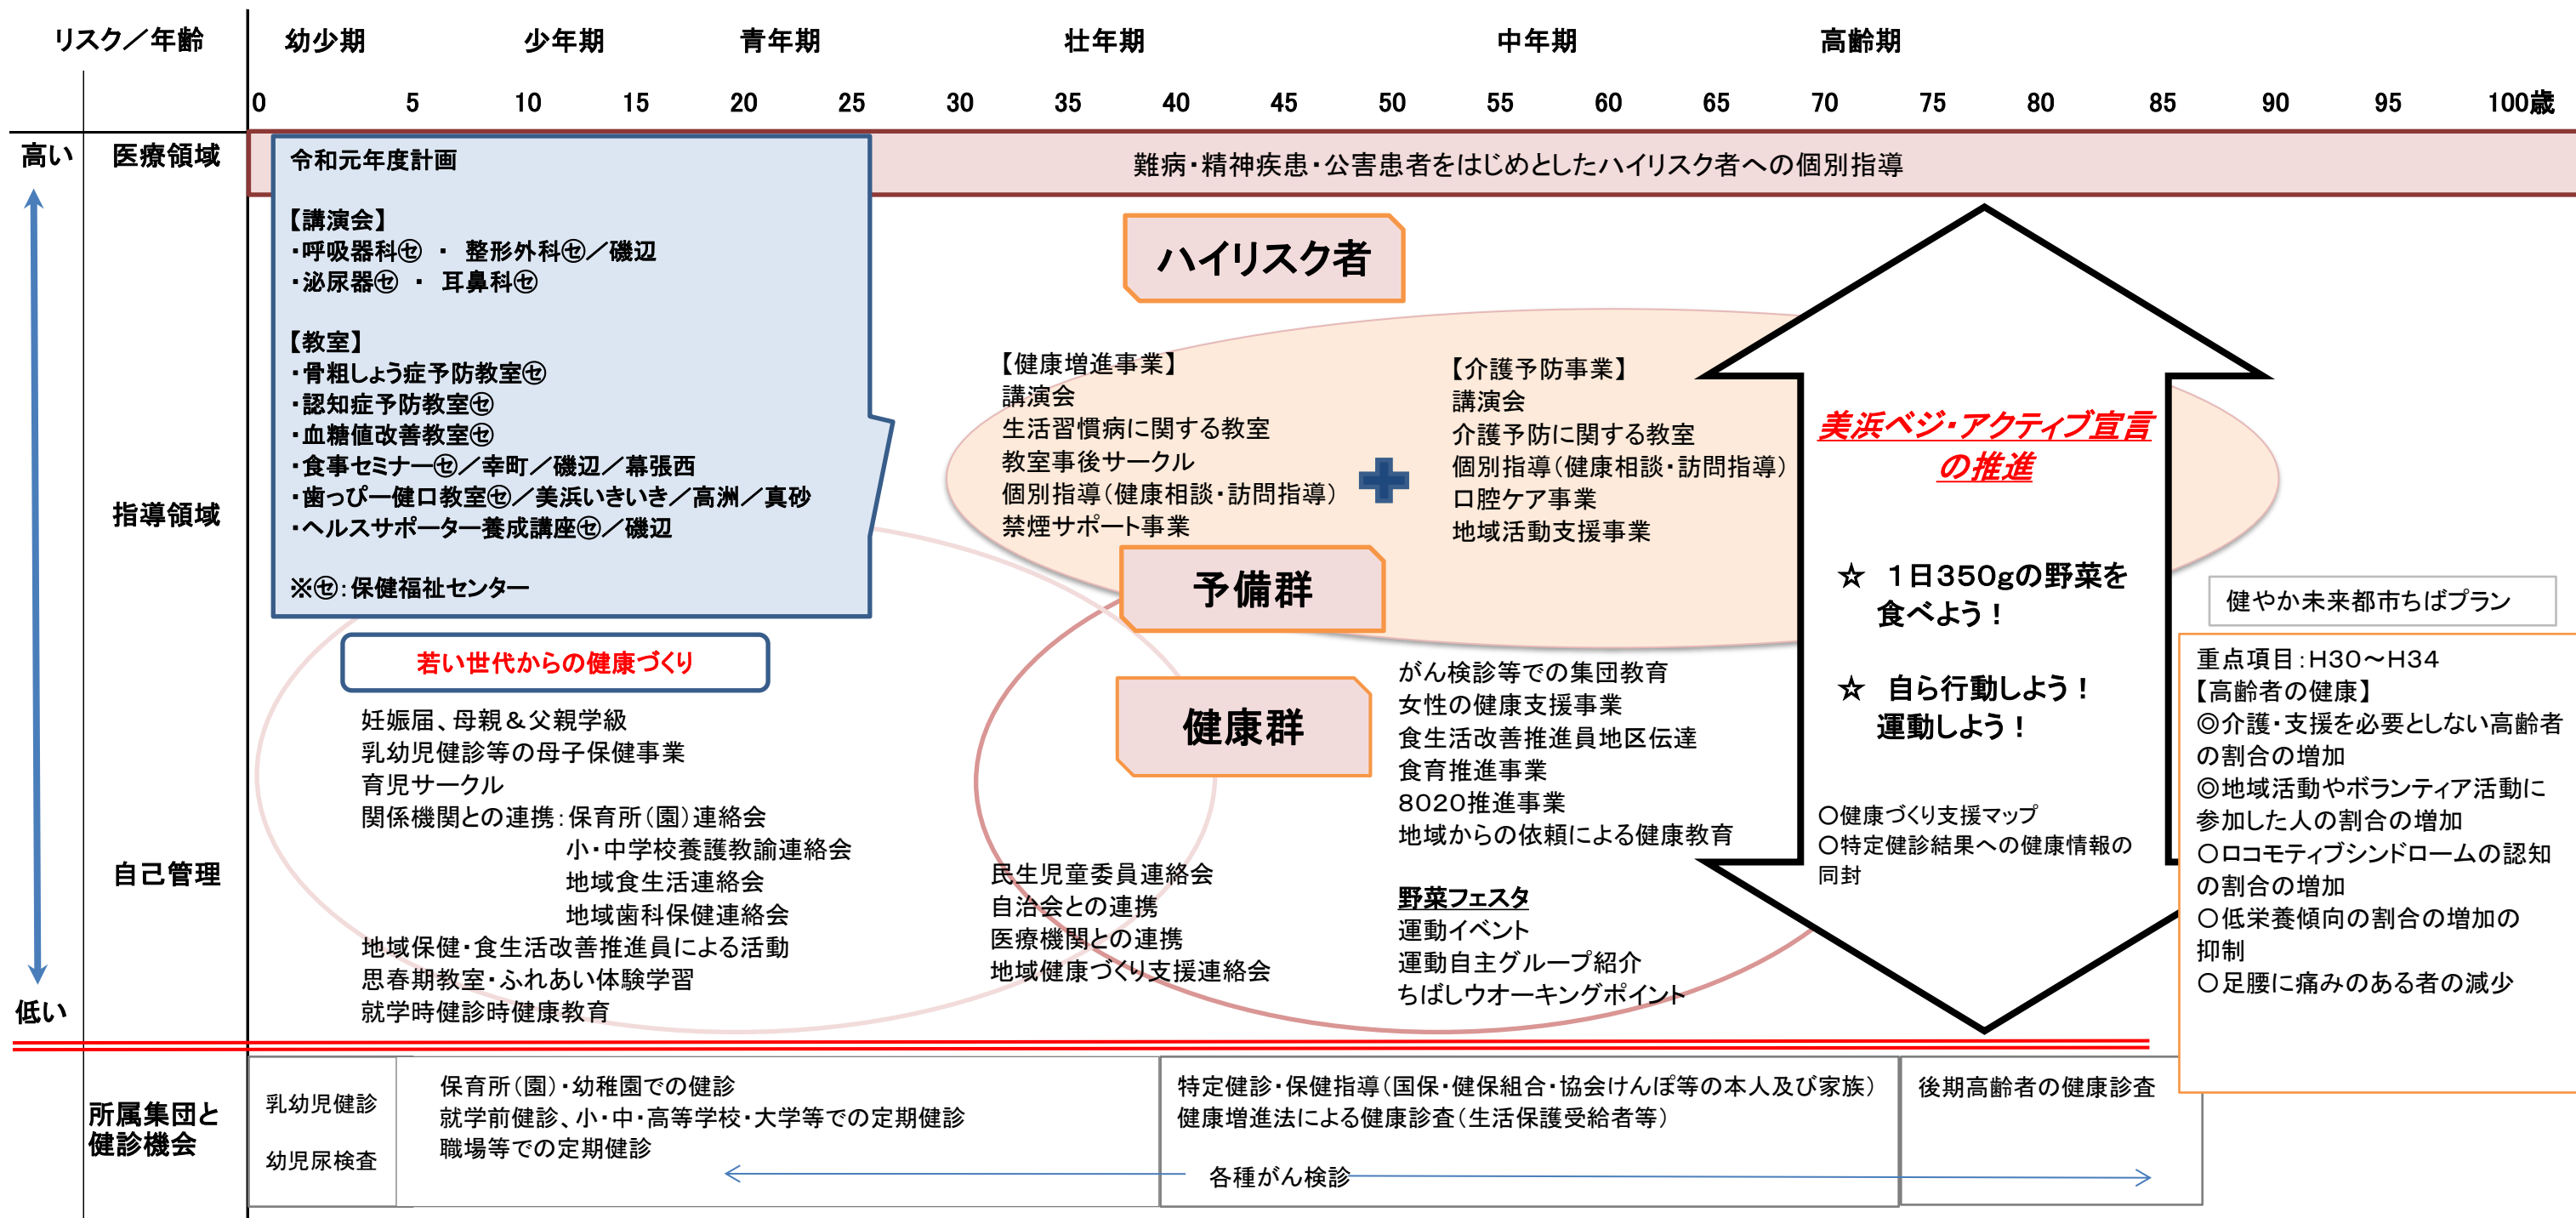 リスク／年齢
幼少期 少年期 青年期 壮年期 中年期 高齢期
0 5 10 15 20 25 30 35 40 45 50 55 60 65 70 75 80 85 90 95 100歳
高い
医療領域
難病・精神疾患・公害患者をはじめとしたハイリスク者への個別指導
令和元年度計画
【講演会】
・呼吸器科㋝ ・ 整形外科㋝／磯辺
・泌尿器㋝ ・ 耳鼻科㋝
【教室】
・骨粗しょう症予防教室㋝
・認知症予防教室㋝
・血糖値改善教室㋝
・食事セミナー㋝／幸町／磯辺／幕張西
・歯っぴー健口教室㋝／美浜いきいき／高洲／真砂
・ヘルスサポーター養成講座㋝／磯辺
※㋝：保健福祉センター
ハイリスク者
指導領域
【健康増進事業】
講演会
生活習慣病に関する教室
教室事後サークル
個別指導（健康相談・訪問指導）
禁煙サポート事業
【介護予防事業】
講演会
介護予防に関する教室
個別指導（健康相談・訪問指導）
口腔ケア事業
地域活動支援事業
予備群
美浜ベジ・アクティブ宣言
の推進
☆ １日３５０ｇの野菜を
食べよう！
☆ 自ら行動しよう！
運動しよう！
○健康づくり支援マップ
○特定健診結果への健康情報の
同封
健やか未来都市ちばプラン
重点項目：H30～H34
【高齢者の健康】
◎介護・支援を必要としない高齢者
の割合の増加
◎地域活動やボランティア活動に
参加した人の割合の増加
○ロコモティブシンドロームの認知
の割合の増加
○低栄養傾向の割合の増加の
抑制
○足腰に痛みのある者の減少
若い世代からの健康づくり
妊娠届、母親＆父親学級
乳幼児健診等の母子保健事業
育児サークル
関係機関との連携：保育所（園）連絡会
小・中学校養護教諭連絡会
地域食生活連絡会
地域歯科保健連絡会
地域保健・食生活改善推進員による活動
思春期教室・ふれあい体験学習
就学時健診時健康教育
自己管理
低い
健康群
民生児童委員連絡会
自治会との連携
医療機関との連携
地域健康づくり支援連絡会
がん検診等での集団教育
女性の健康支援事業
食生活改善推進員地区伝達
食育推進事業
８０２０推進事業
地域からの依頼による健康教育
野菜フェスタ
運動イベント
運動自主グループ紹介
ちばしウオーキングポイント
所属集団と
健診機会
乳幼児健診
幼児尿検査
保育所（園）・幼稚園での健診
就学前健診、小・中・高等学校・大学等での定期健診
職場等での定期健診
特定健診・保健指導（国保・健保組合・協会けんぽ等の本人及び家族）
健康増進法による健康診査（生活保護受給者等）
各種がん検診
後期高齢者の健康診査